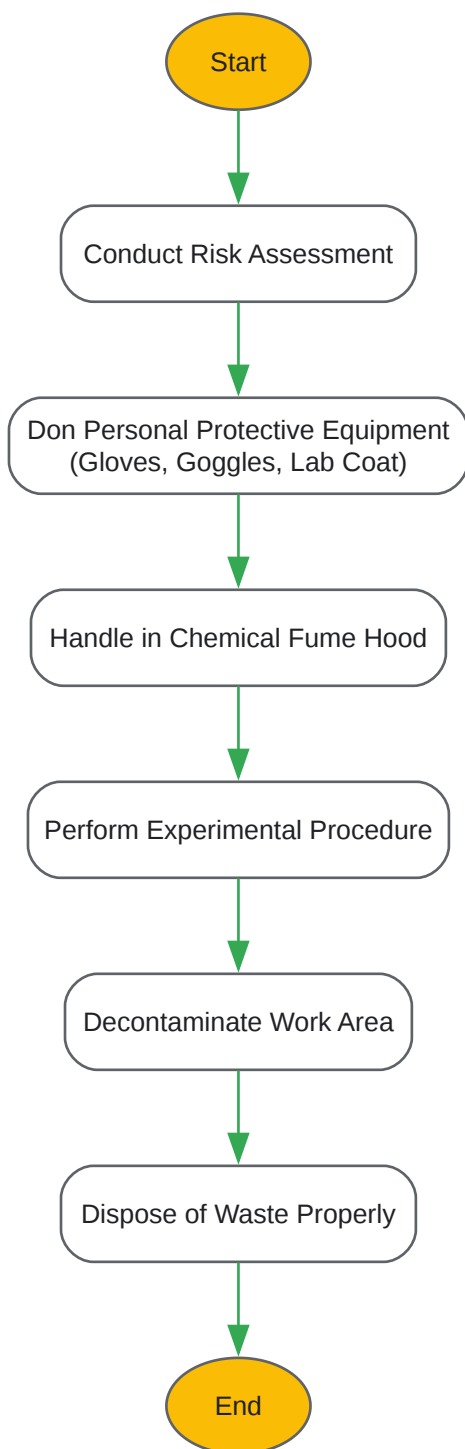 Start
Conduct Risk Assessment
Don Personal Protective Equipment
(Gloves, Goggles, Lab Coat)
Handle in Chemical Fume Hood
Perform Experimental Procedure
Decontaminate Work Area
Dispose of Waste Properly
End